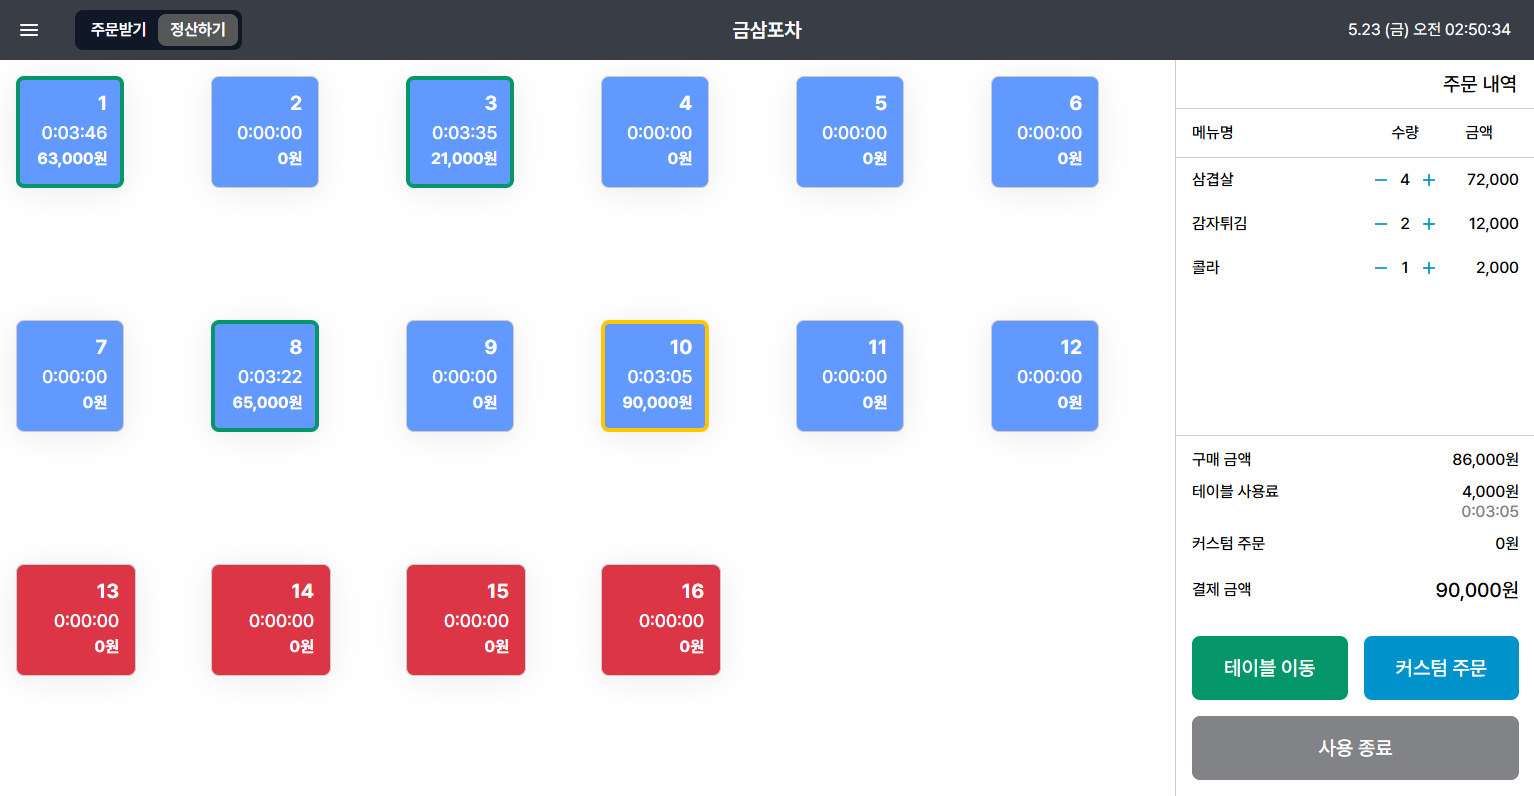 주문받기 정산하기 금삼포차 5.23 (금) 오전 02:50:34
1
0:03:46
63,000원
2
0:00:00
0원
3
0:03:35
21,000원
4
0:00:00
0원
5
0:00:00
0원
6
0:00:00
0원
7
0:00:00
0원
8
0:03:22
65,000원
9
0:00:00
0원
10
0:03:05
90,000원
11
0:00:00
0원
12
0:00:00
0원
13
0:00:00
0원
14
0:00:00
0원
15
0:00:00
0원
16
0:00:00
0원
주문 내역
메뉴명 수량 금액
삼겹살 − 4 + 72,000
감자튀김 − 2 + 12,000
콜라 − 1 + 2,000
구매 금액 86,000원
테이블 사용료 4,000원
0:03:05
커스텀 주문 0원
결제 금액 90,000원
테이블 이동 커스텀 주문
사용 종료